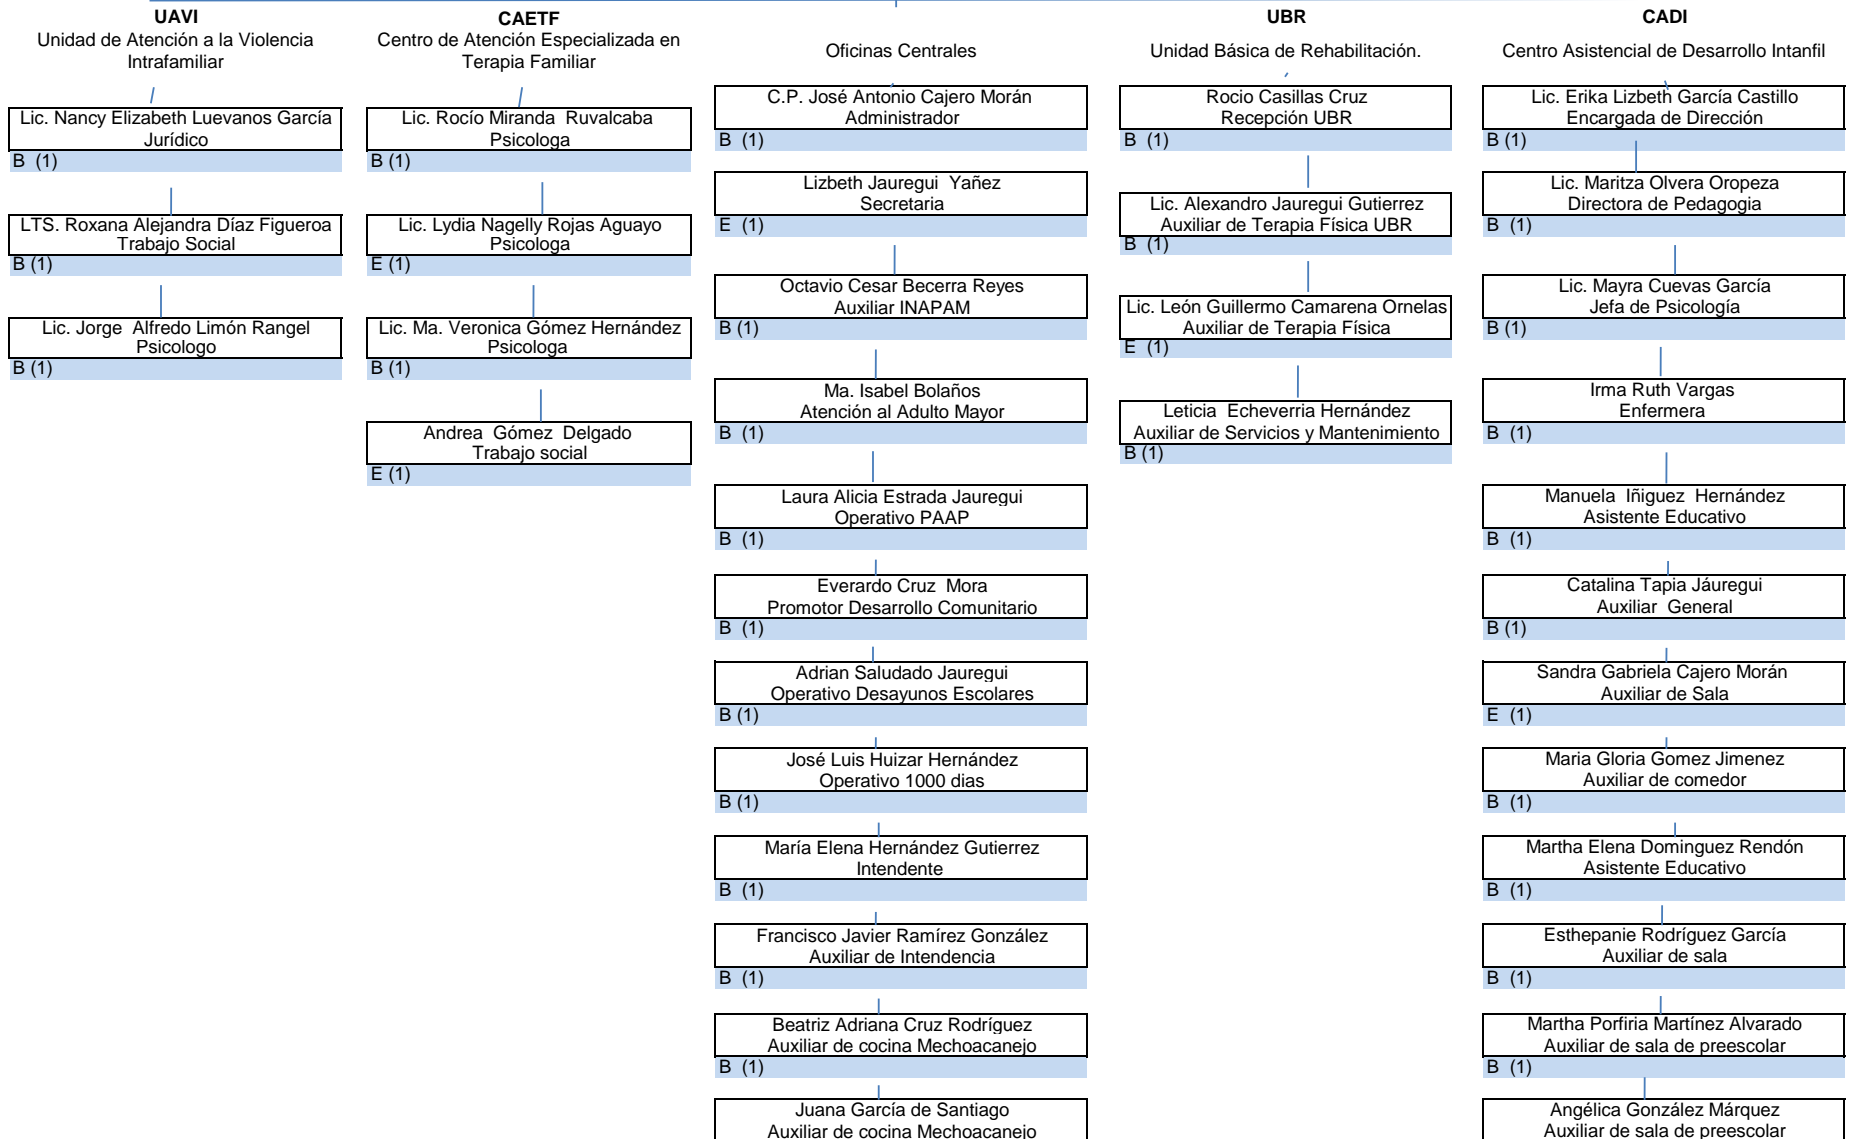 UAVI
Unidad de Atención a la Violencia
Intrafamiliar
Lic. Nancy Elizabeth Luevanos García
Jurídico
B (1)
LTS. Roxana Alejandra Díaz Figueroa
Trabajo Social
B (1)
Lic. Jorge Alfredo Limón Rangel
Psicologo
B (1)
CAETF
Centro de Atención Especializada en
Terapia Familiar
Lic. Rocío Miranda Ruvalcaba
Psicologa
B (1)
Lic. Lydia Nagelly Rojas Aguayo
Psicologa
E (1)
Lic. Ma. Veronica Gómez Hernández
Psicologa
B (1)
Andrea Gómez Delgado
Trabajo social
E (1)
Oficinas Centrales
C.P. José Antonio Cajero Morán
Administrador
B (1)
Lizbeth Jauregui Yañez
Secretaria
E (1)
Octavio Cesar Becerra Reyes
Auxiliar INAPAM
B (1)
Ma. Isabel Bolaños
Atención al Adulto Mayor
B (1)
Laura Alicia Estrada Jauregui
Operativo PAAP
B (1)
Everardo Cruz Mora
Promotor Desarrollo Comunitario
B (1)
Adrian Saludado Jauregui
Operativo Desayunos Escolares
B (1)
José Luis Huizar Hernández
Operativo 1000 dias
B (1)
María Elena Hernández Gutierrez
Intendente
B (1)
Francisco Javier Ramírez González
Auxiliar de Intendencia
B (1)
Beatriz Adriana Cruz Rodríguez
Auxiliar de cocina Mechoacanejo
B (1)
Juana García de Santiago
Auxiliar de cocina Mechoacanejo
UBR
Unidad Básica de Rehabilitación.
Rocio Casillas Cruz
Recepción UBR
B (1)
Lic. Alexandro Jauregui Gutierrez
Auxiliar de Terapia Física UBR
B (1)
Lic. León Guillermo Camarena Ornelas
Auxiliar de Terapia Física
E (1)
Leticia Echeverria Hernández
Auxiliar de Servicios y Mantenimiento
B (1)
CADI
Centro Asistencial de Desarrollo Intanfil
Lic. Erika Lizbeth García Castillo
Encargada de Dirección
B (1)
Lic. Maritza Olvera Oropeza
Directora de Pedagogia
B (1)
Lic. Mayra Cuevas García
Jefa de Psicología
B (1)
Irma Ruth Vargas
Enfermera
B (1)
Manuela Iñiguez Hernández
Asistente Educativo
B (1)
Catalina Tapia Jáuregui
Auxiliar General
B (1)
Sandra Gabriela Cajero Morán
Auxiliar de Sala
E (1)
Maria Gloria Gomez Jimenez
Auxiliar de comedor
B (1)
Martha Elena Dominguez Rendón
Asistente Educativo
B (1)
Esthepanie Rodríguez García
Auxiliar de sala
B (1)
Martha Porfiria Martínez Alvarado
Auxiliar de sala de preescolar
B (1)
Angélica González Márquez
Auxiliar de sala de preescolar